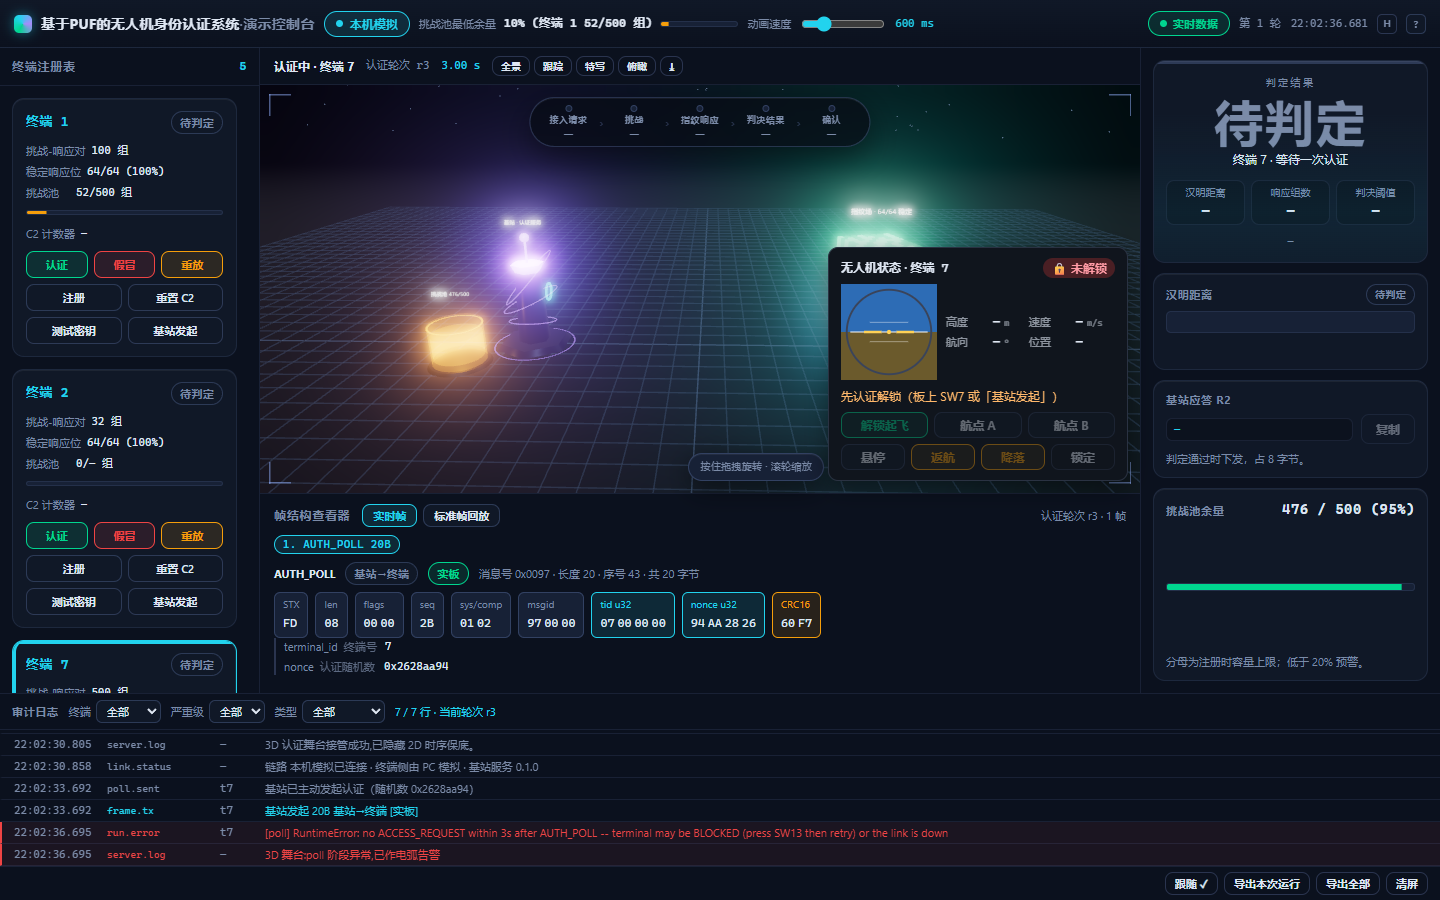 基于PUF的无人机身份认证系统·演示控制台
本机模拟
挑战池最低余量 10% (终端 1 52/500 组)
动画速度 600 ms
实时数据
第 1 轮 22:02:36.681 H ?
终端注册表 5
终端 1 待判定
挑战-响应对 100 组
稳定响应位 64/64 (100%)
挑战池 52/500 组
C2 计数器 —
认证 假冒 重放
注册 重置 C2
测试密钥 基站发起
终端 2 待判定
挑战-响应对 32 组
稳定响应位 64/64 (100%)
挑战池 0/— 组
C2 计数器 —
认证 假冒 重放
注册 重置 C2
测试密钥 基站发起
终端 7 待判定
挑战-响应对 500 组
认证中 · 终端 7 认证轮次 r3 3.00 s 全景 跟踪 特写 俯瞰 ⤓
接入请求 › 挑战 › 指纹响应 › 判决结果 › 确认
— — — — —
挑战池 476/500
64/64 稳定
无人机状态 · 终端 7 🔒 未解锁
高度 — m 速度 — m/s
航向 — ° 位置 —
先认证解锁（板上 SW7 或「基站发起」）
解锁起飞 航点 A 航点 B
悬停 返航 降落 锁定
按住拖拽旋转 · 滚轮缩放
帧结构查看器 实时帧 标准帧回放 认证轮次 r3 · 1 帧
1. AUTH_POLL 20B
AUTH_POLL 基站→终端 实板 消息号 0x0097 · 长度 20 · 序号 43 · 共 20 字节
STX len flags seq sys/comp msgid tid u32 nonce u32 CRC16
FD 08 00 00 2B 01 02 97 00 00 07 00 00 00 94 AA 28 26 60 F7
terminal_id 终端号 7
nonce 认证随机数 0x2628aa94
判定结果
待判定
终端 7 · 等待一次认证
汉明距离 响应组数 判决阈值
— — —
—
汉明距离 待判定
基站应答 R2
— 复制
判定通过时下发，占 8 字节。
挑战池余量 476 / 500 (95%)
分母为注册时容量上限；低于 20% 预警。
审计日志 终端 全部 严重级 全部 类型 全部 7 / 7 行 · 当前轮次 r3
22:02:30.805 server.log — 3D 认证舞台接管成功,已隐藏 2D 时序保底。
22:02:30.858 link.status — 链路 本机模拟已连接 · 终端侧由 PC 模拟 · 基站服务 0.1.0
22:02:33.692 poll.sent t7 基站已主动发起认证（随机数 0x2628aa94）
22:02:33.692 frame.tx t7 基站发起 20B 基站→终端 [实板]
22:02:36.695 run.error t7 [poll] RuntimeError: no ACCESS_REQUEST within 3s after AUTH_POLL -- terminal may be BLOCKED (press SW13 then retry) or the link is down
22:02:36.695 server.log — 3D 舞台:poll 阶段异常,已作电弧告警
跟随 ✓ 导出本次运行 导出全部 清屏